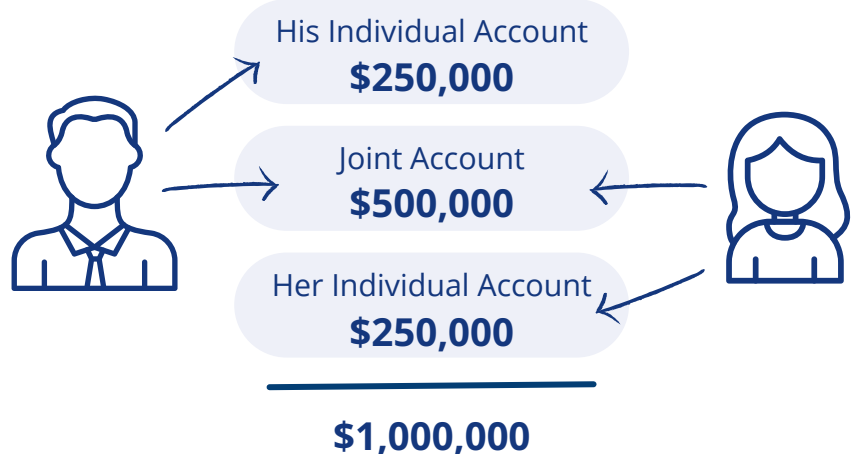 His Individual Account
$250,000
Joint Account
$500,000
Her Individual Account
$250,000
$1,000,000